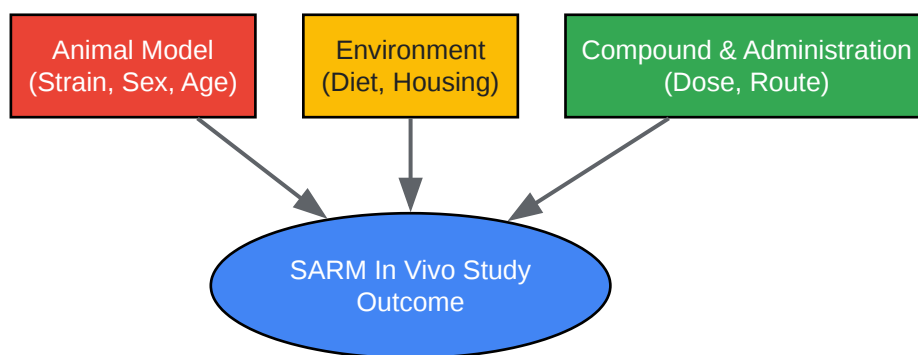 Animal Model
(Strain, Sex, Age)
Environment
(Diet, Housing)
Compound & Administration
(Dose, Route)
SARM In Vivo Study
Outcome